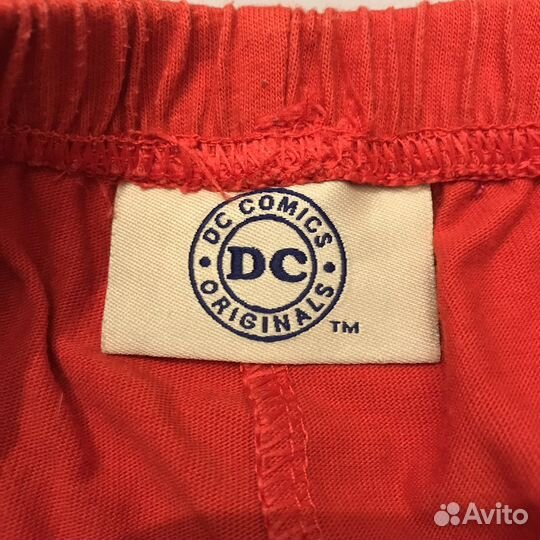 DC COMICS
DC
ORIGINALS
™
Avito